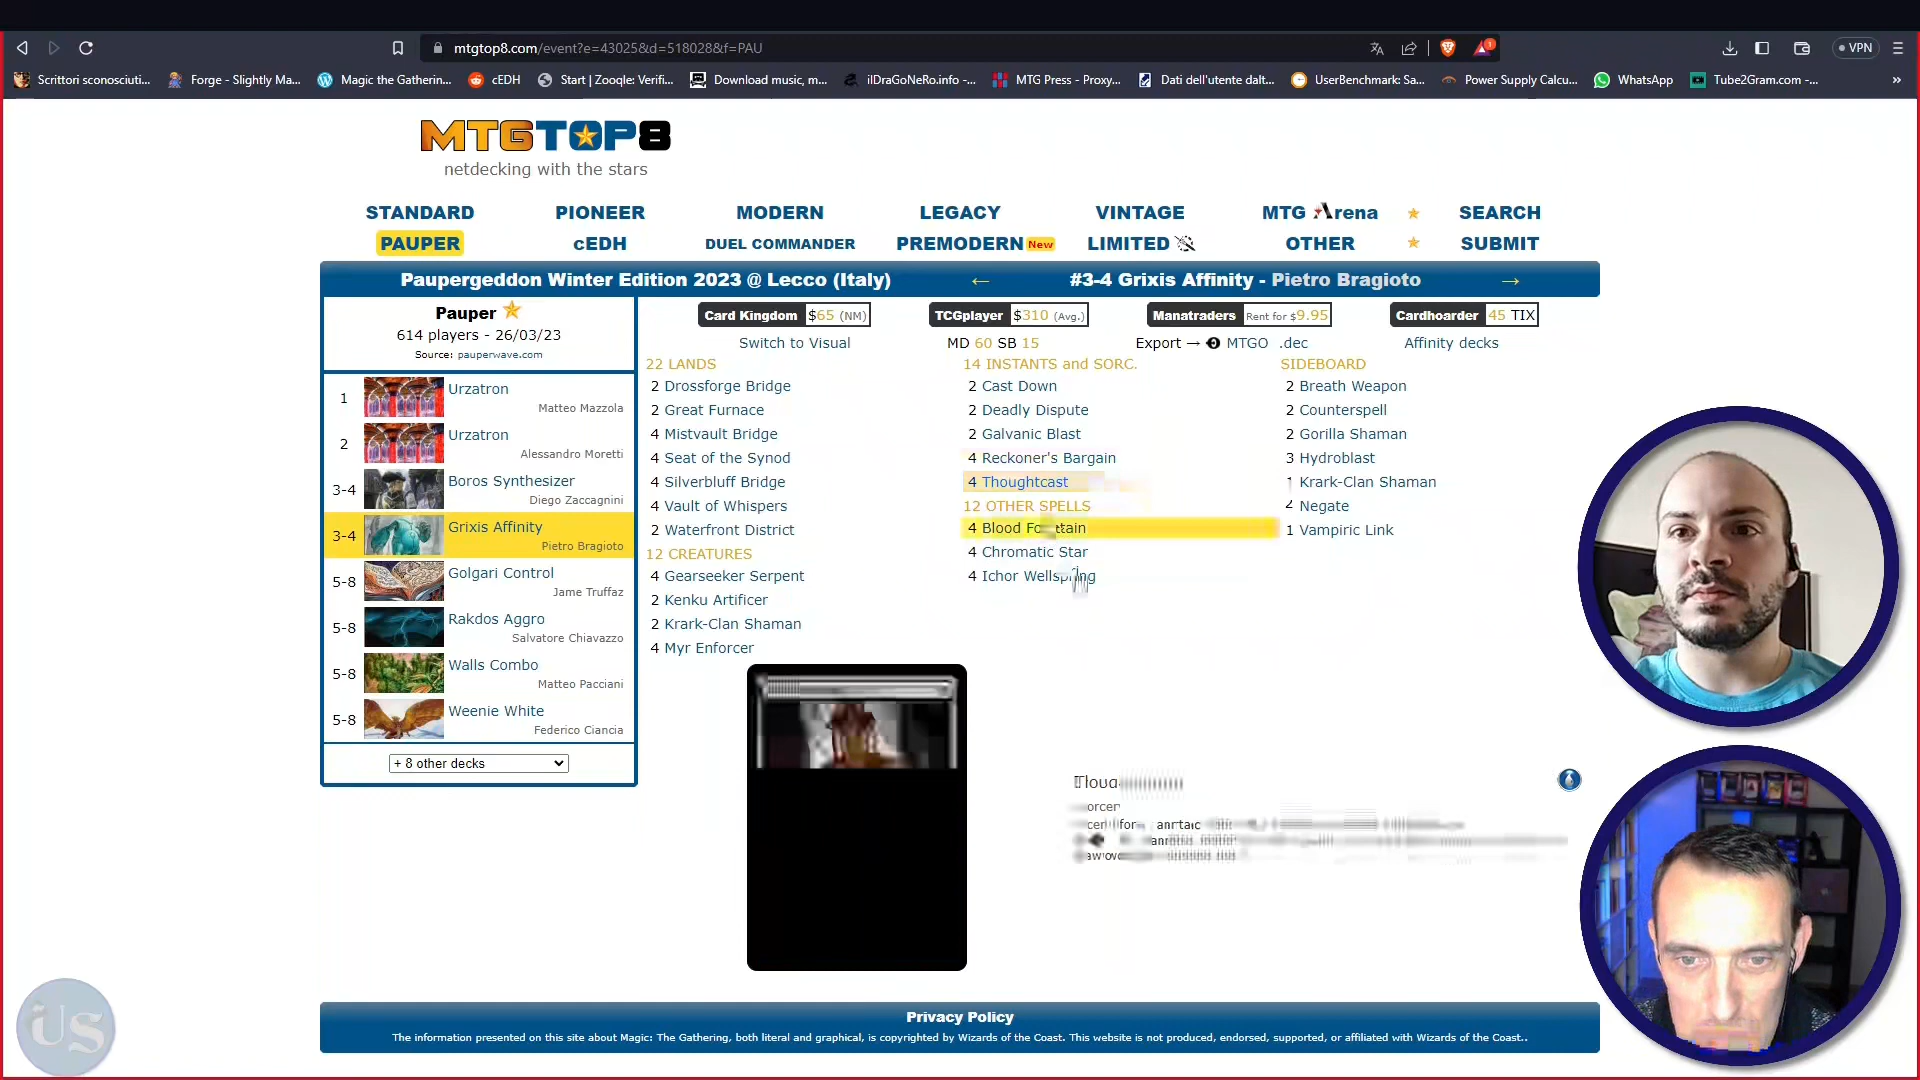 mtgtop8.com/event?e=43025&d=518028&f=PAU
VPN
Scrittori sconosciuti...
Forge - Slightly Ma...
Magic the Gatherin...
cEDH
Start | Zooqle: Verifi...
Download music, m...
ilDraGoNeRo.info -...
MTG Press - Proxy...
Dati dell'utente dalt...
UserBenchmark: Sa...
Power Supply Calcu...
WhatsApp
Tube2Gram.com -...
MTGTOP8
netdecking with the stars
STANDARD
PIONEER
MODERN
LEGACY
VINTAGE
MTG Arena
SEARCH
PAUPER
cEDH
DUEL COMMANDER
PREMODERN New
LIMITED
OTHER
SUBMIT
Paupergeddon Winter Edition 2023 @ Lecco (Italy)
← #3-4 Grixis Affinity - Pietro Bragioto →
Pauper
614 players - 26/03/23
Source: pauperwave.com
1 Urzatron
Matteo Mazzola
2 Urzatron
Alessandro Moretti
3-4 Boros Synthesizer
Diego Zaccagnini
3-4 Grixis Affinity
Pietro Bragioto
5-8 Golgari Control
Jame Truffaz
5-8 Rakdos Aggro
Salvatore Chiavazzo
5-8 Walls Combo
Matteo Pacciani
5-8 Weenie White
Federico Ciancia
+ 8 other decks
Card Kingdom $65 (NM)
TCGplayer $310 (Avg.)
Manatraders Rent for $9.95
Cardhoarder 45 TIX
Switch to Visual
MD 60 SB 15
Export → MTGO .dec
Affinity decks
22 LANDS
2 Drossforge Bridge
2 Great Furnace
4 Mistvault Bridge
4 Seat of the Synod
4 Silverbluff Bridge
4 Vault of Whispers
2 Waterfront District
12 CREATURES
4 Gearseeker Serpent
2 Kenku Artificer
2 Krark-Clan Shaman
4 Myr Enforcer
14 INSTANTS and SORC.
2 Cast Down
2 Deadly Dispute
2 Galvanic Blast
4 Reckoner's Bargain
4 Thoughtcast
12 OTHER SPELLS
4 Blood Fountain
4 Chromatic Star
4 Ichor Wellspring
SIDEBOARD
2 Breath Weapon
2 Counterspell
2 Gorilla Shaman
3 Hydroblast
1 Krark-Clan Shaman
Negate
1 Vampiric Link
US
Privacy Policy
The information presented on this site about Magic: The Gathering, both literal and graphical, is copyrighted by Wizards of the Coast. This website is not produced, endorsed, supported, or affiliated with Wizards of the Coast..